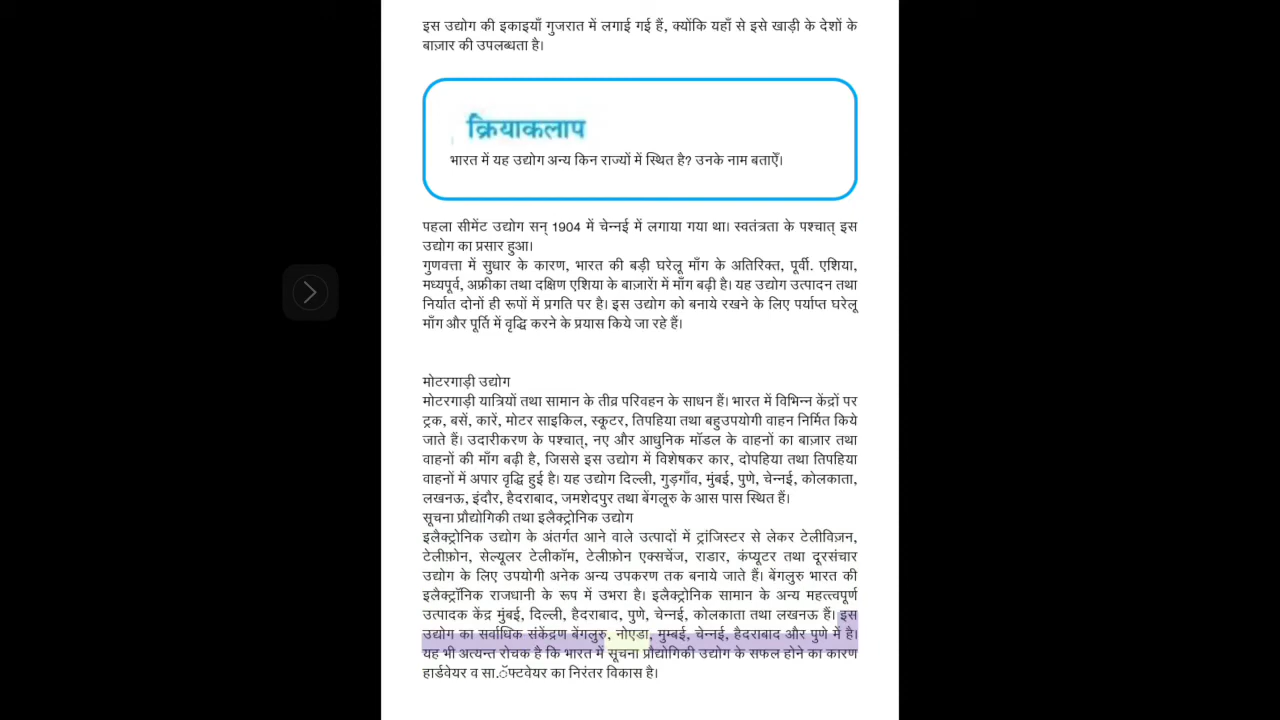 इस उद्योग की इकाइयाँ गुजरात में लगाई गई हैं, क्योंकि यहाँ से इसे खाड़ी के देशों के
बाज़ार की उपलब्धता है।
क्रियाकलाप
भारत में यह उद्योग अन्य किन राज्यों में स्थित है? उनके नाम बताएँ।
पहला सीमेंट उद्योग सन् 1904 में चेन्नई में लगाया गया था। स्वतंत्रता के पश्चात् इस
उद्योग का प्रसार हुआ।
गुणवत्ता में सुधार के कारण, भारत की बड़ी घरेलू माँग के अतिरिक्त, पूर्वी. एशिया,
मध्यपूर्व, अफ्रीका तथा दक्षिण एशिया के बाज़ारेां में माँग बढ़ी है। यह उद्योग उत्पादन तथा
निर्यात दोनों ही रूपों में प्रगति पर है। इस उद्योग को बनाये रखने के लिए पर्याप्त घरेलू
माँग और पूर्ति में वृद्धि करने के प्रयास किये जा रहे हैं।
मोटरगाड़ी उद्योग
मोटरगाड़ी यात्रियों तथा सामान के तीव्र परिवहन के साधन हैं। भारत में विभिन्न केंद्रों पर
ट्रक, बसें, कारें, मोटर साइकिल, स्कूटर, तिपहिया तथा बहुउपयोगी वाहन निर्मित किये
जाते हैं। उदारीकरण के पश्चात्, नए और आधुनिक मॉडल के वाहनों का बाज़ार तथा
वाहनों की माँग बढ़ी है, जिससे इस उद्योग में विशेषकर कार, दोपहिया तथा तिपहिया
वाहनों में अपार वृद्धि हुई है। यह उद्योग दिल्ली, गुड़गाँव, मुंबई, पुणे, चेन्नई, कोलकाता,
लखनऊ, इंदौर, हैदराबाद, जमशेदपुर तथा बेंगलूरु के आस पास स्थित हैं।
सूचना प्रौद्योगिकी तथा इलैक्ट्रोनिक उद्योग
इलैक्ट्रोनिक उद्योग के अंतर्गत आने वाले उत्पादों में ट्रांजिस्टर से लेकर टेलीविज़न,
टेलीफ़ोन, सेल्यूलर टेलीकॉम, टेलीफ़ोन एक्सचेंज, राडार, कंप्यूटर तथा दूरसंचार
उद्योग के लिए उपयोगी अनेक अन्य उपकरण तक बनाये जाते हैं। बेंगलुरु भारत की
इलैक्ट्रॉनिक राजधानी के रूप में उभरा है। इलैक्ट्रोनिक सामान के अन्य महत्त्वपूर्ण
उत्पादक केंद्र मुंबई, दिल्ली, हैदराबाद, पुणे, चेन्नई, कोलकाता तथा लखनऊ हैं। इस
उद्योग का सर्वाधिक संकेंद्रण बेंगलुरु, नोएडा, मुम्बई, चेन्नई, हैदराबाद और पुणे में है।
यह भी अत्यन्त रोचक है कि भारत में सूचना प्रौद्योगिकी उद्योग के सफल होने का कारण
हार्डवेयर व सा.ॅफ्टवेयर का निरंतर विकास है।